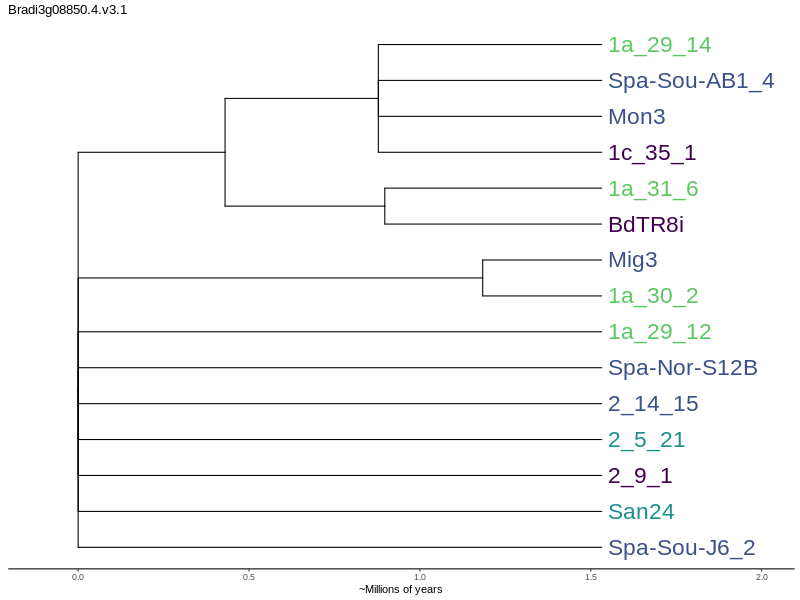 Bradi3g08850.4.v3.1
1a_29_14
Spa-Sou-AB1_4
Mon3
1c_35_1
1a_31_6
BdTR8i
Mig3
1a_30_2
1a_29_12
Spa-Nor-S12B
2_14_15
2_5_21
2_9_1
San24
Spa-Sou-J6_2
0.0 0.5 1.0 1.5 2.0
~Millions of years